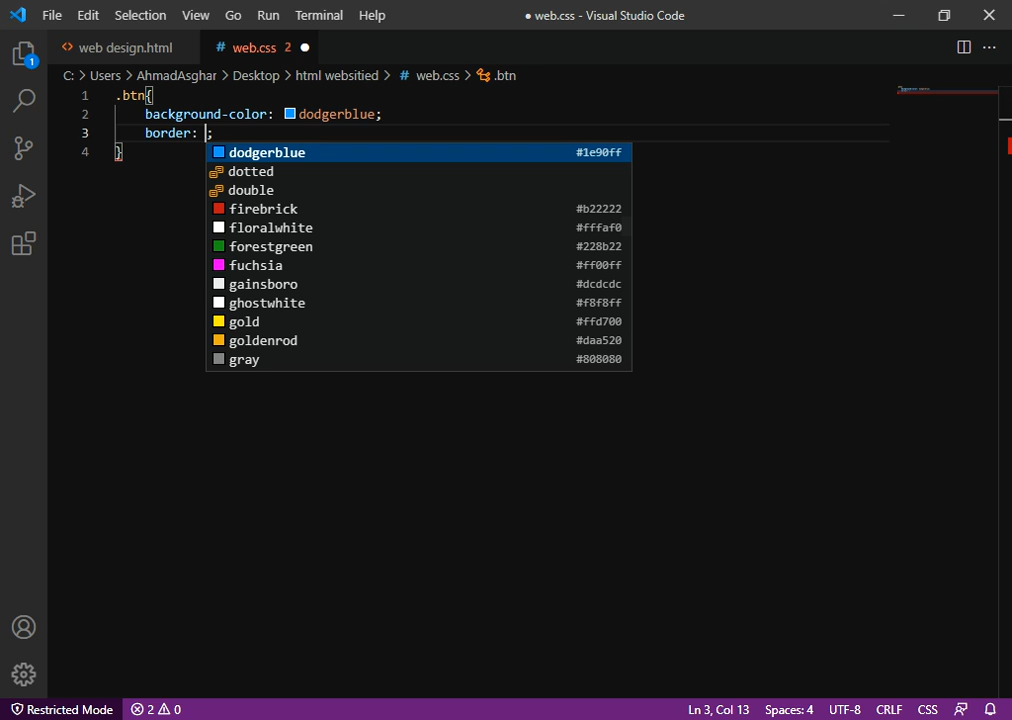 File Edit Selection View Go Run Terminal Help ● web.css - Visual Studio Code
<> web design.html # web.css 2 ●
C: > Users > AhmadAsghar > Desktop > html websitied > # web.css > .btn
1 .btn{
2 background-color: dodgerblue;
3 border: ;
4 }
dodgerblue #1e90ff
dotted
double
firebrick #b22222
floralwhite #fffaf0
forestgreen #228b22
fuchsia #ff00ff
gainsboro #dcdcdc
ghostwhite #f8f8ff
gold #ffd700
goldenrod #daa520
gray #808080
1
Restricted Mode 2 0 Ln 3, Col 13 Spaces: 4 UTF-8 CRLF CSS